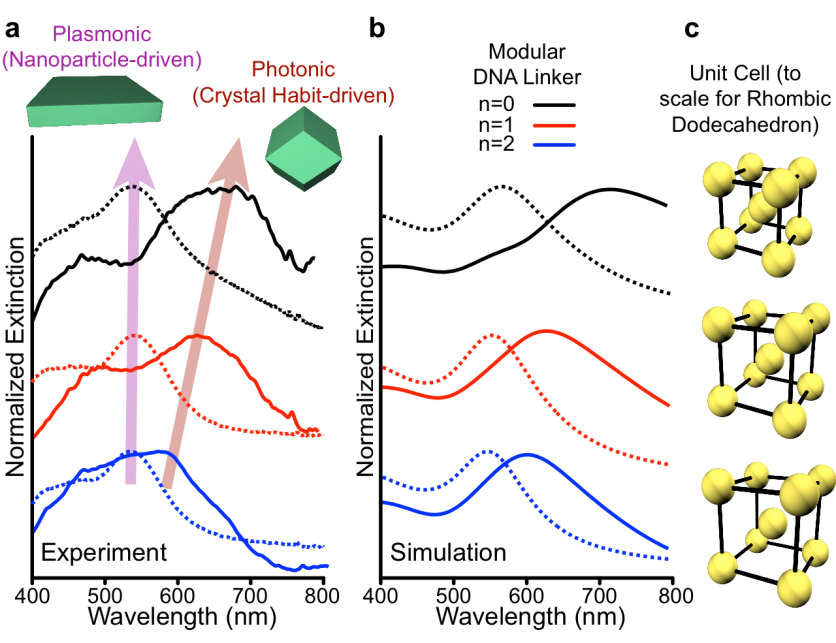 a
Plasmonic
(Nanoparticle-driven)
Photonic
(Crystal Habit-driven)
Normalized Extinction
Experiment
400 500 600 700 800
Wavelength (nm)
b
Modular
DNA Linker
n=0
n=1
n=2
Normalized Extinction
Simulation
400 500 600 700 800
Wavelength (nm)
c
Unit Cell (to
scale for Rhombic
Dodecahedron)